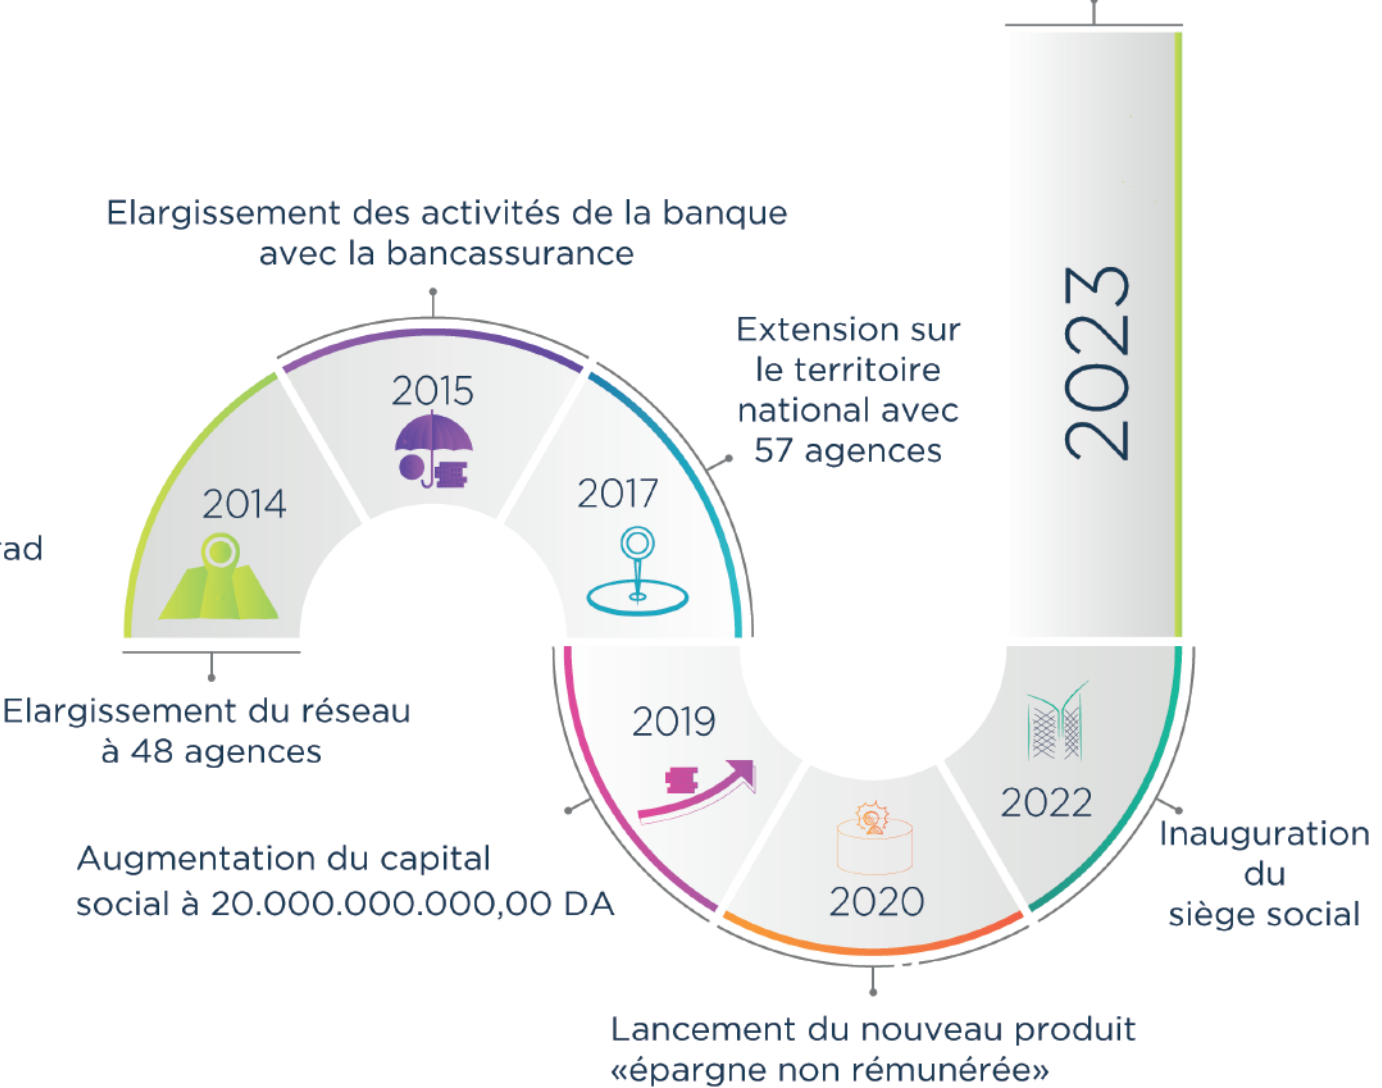 2023
Elargissement des activités de la banque
avec la bancassurance
Extension sur
le territoire
national avec
57 agences
2015
2017
2014
Elargissement du réseau
à 48 agences
2019
2022
Inauguration
du
siège social
Augmentation du capital
social à 20.000.000.000,00 DA
2020
Lancement du nouveau produit
«épargne non rémunérée»